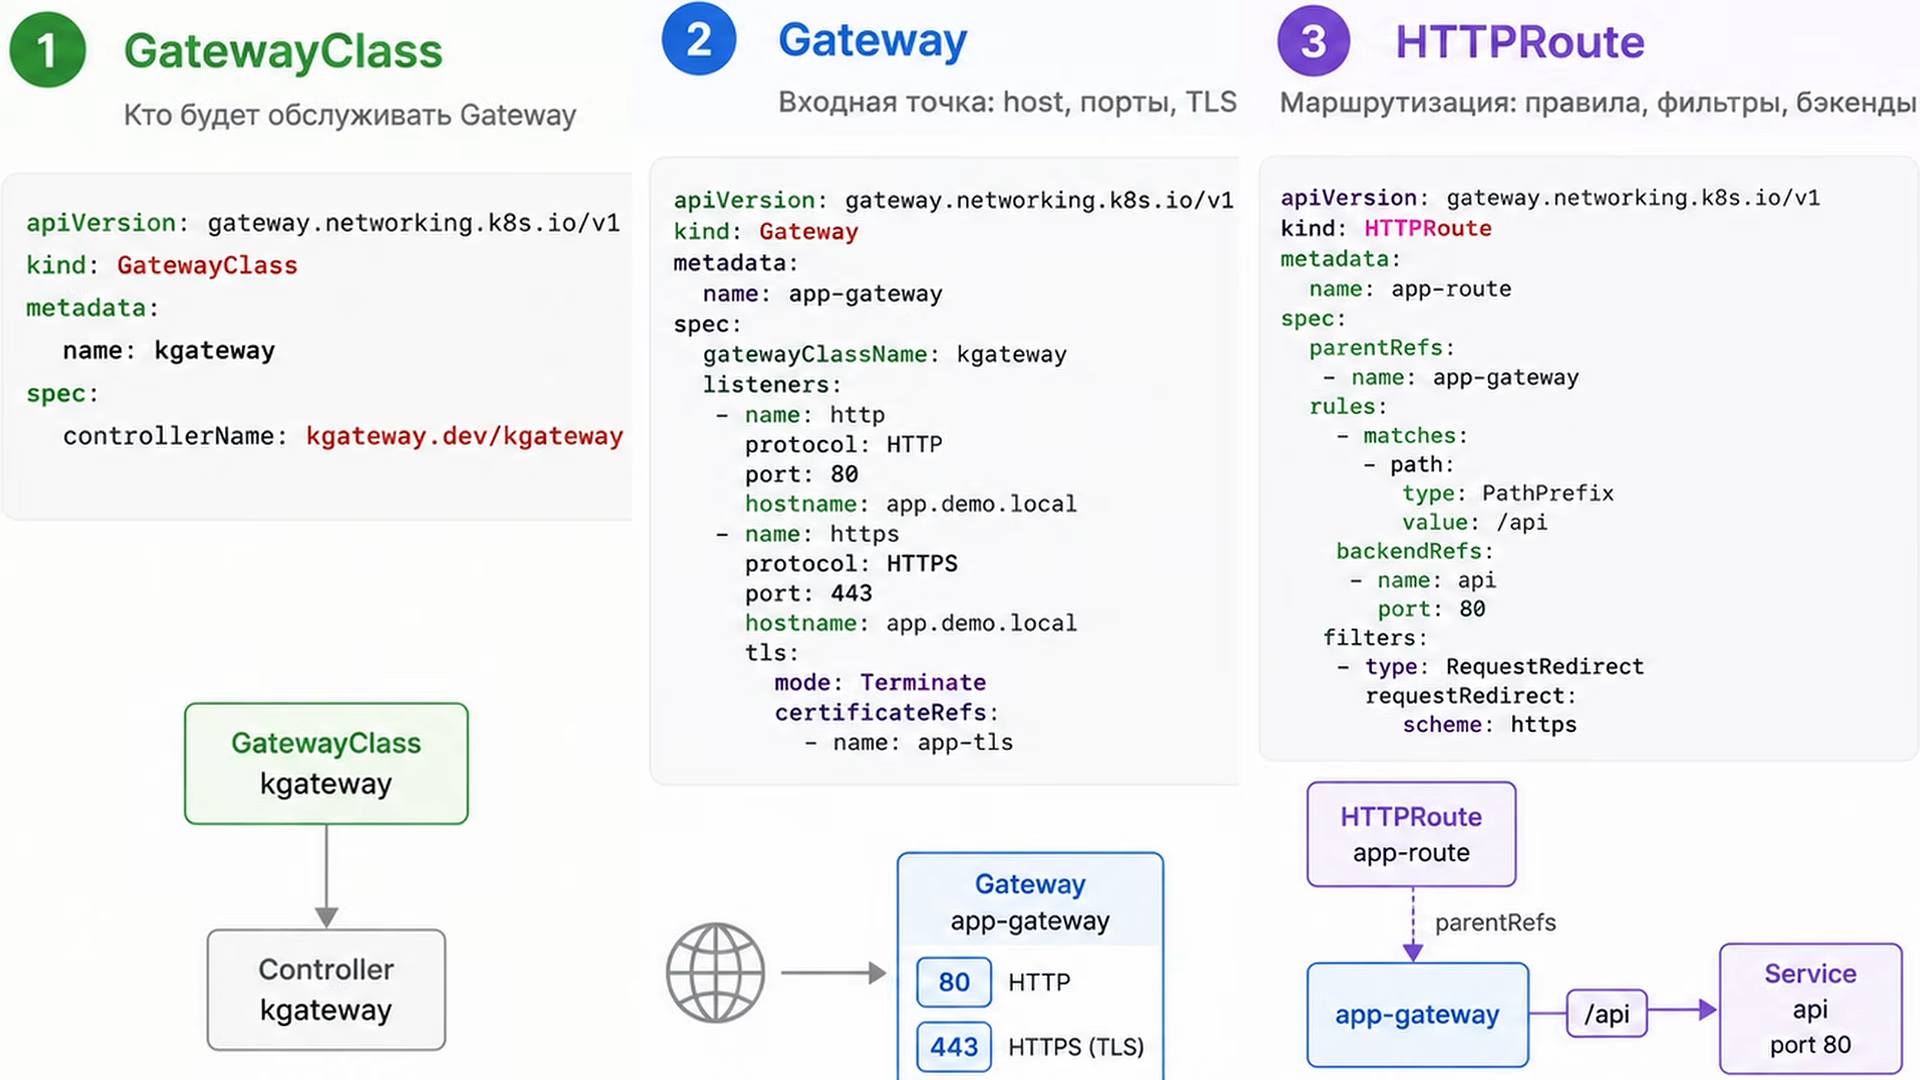 1 GatewayClass
Кто будет обслуживать Gateway
apiVersion: gateway.networking.k8s.io/v1
kind: GatewayClass
metadata:
  name: kgateway
spec:
  controllerName: kgateway.dev/kgateway
GatewayClass
kgateway
Controller
kgateway
2 Gateway
Входная точка: host, порты, TLS
apiVersion: gateway.networking.k8s.io/v1
kind: Gateway
metadata:
  name: app-gateway
spec:
  gatewayClassName: kgateway
  listeners:
   - name: http
     protocol: HTTP
     port: 80
     hostname: app.demo.local
   - name: https
     protocol: HTTPS
     port: 443
     hostname: app.demo.local
     tls:
       mode: Terminate
       certificateRefs:
         - name: app-tls
Gateway
app-gateway
80 HTTP
443 HTTPS (TLS)
3 HTTPRoute
Маршрутизация: правила, фильтры, бэкенды
apiVersion: gateway.networking.k8s.io/v1
kind: HTTPRoute
metadata:
  name: app-route
spec:
  parentRefs:
   - name: app-gateway
  rules:
    - matches:
      - path:
         type: PathPrefix
         value: /api
    backendRefs:
     - name: api
       port: 80
   filters:
    - type: RequestRedirect
      requestRedirect:
         scheme: https
HTTPRoute
app-route
parentRefs
app-gateway
/api
Service
api
port 80